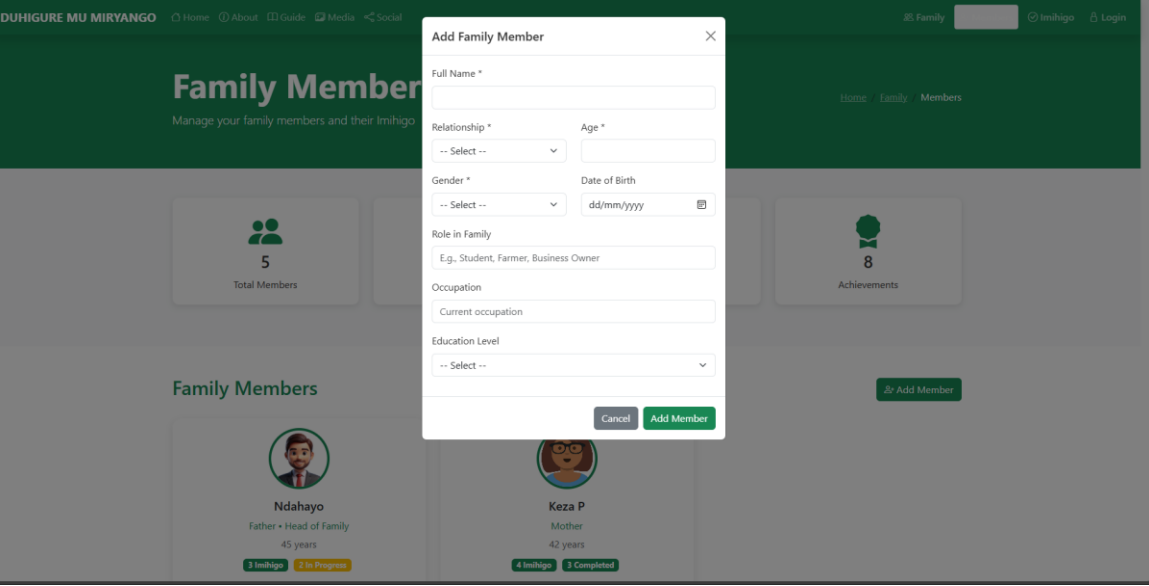 DUHIGURE MU MIRYANGO Home About Guide Media Social Family Imihigo Login
Add Family Member
Family Member
Manage your family members and their Imihigo
Home / Family / Members
Full Name *
Relationship * Age *
-- Select --
Gender * Date of Birth
-- Select -- dd/mm/yyyy
Role in Family
E.g., Student, Farmer, Business Owner
Occupation
Current occupation
Education Level
-- Select --
Cancel Add Member
5
Total Members
8
Achievements
Family Members
Add Member
Ndahayo
Father • Head of Family
45 years
3 Imihigo 2 In Progress
Keza P
Mother
42 years
4 Imihigo 3 Completed